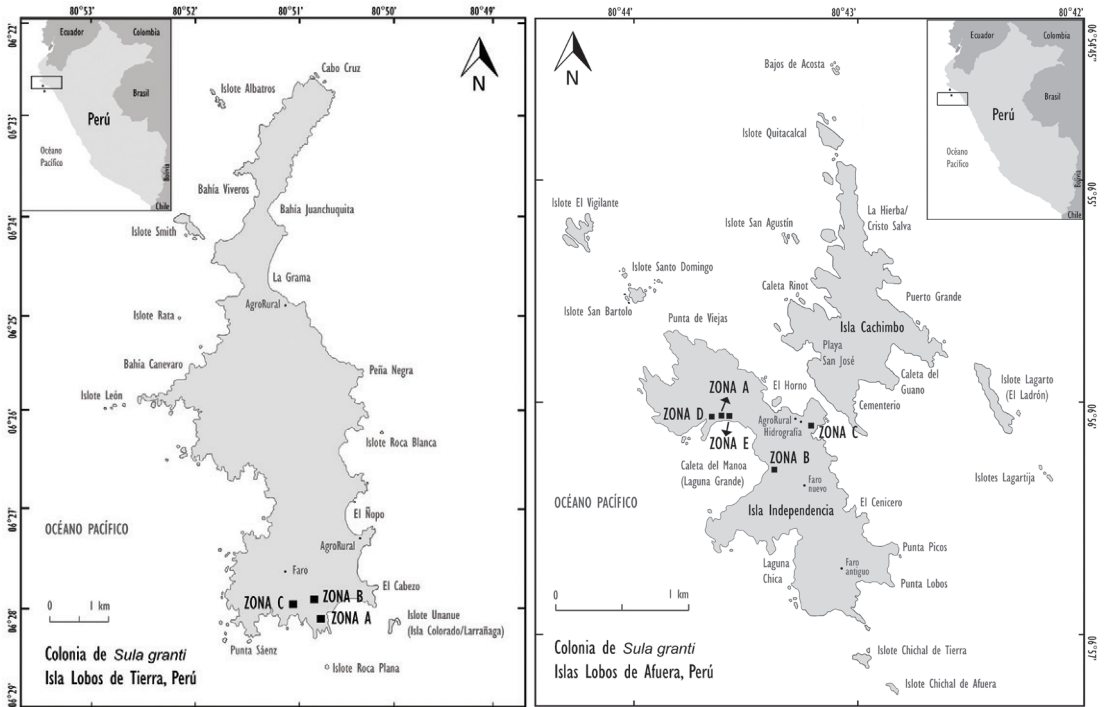 80°53'
80°52'
80°51'
80°50'
80°49'
06°22'
06°23'
06°24'
06°25'
06°26'
06°27'
06°28'
06°29'
Ecuador
Colombia
Brasil
Perú
Océano
Pacífico
Bolivia
Chile
N
Cabo Cruz
Islote Albatros
Bahía Viveros
Bahía Juanchuquita
Islote Smith
La Grama
AgroRural
Islote Rata
Bahía Canevaro
Peña Negra
Islote León
Islote Roca Blanca
El Ñopo
OCÉANO PACÍFICO
AgroRural
Faro
El Cabezo
ZONA C
ZONA B
ZONA A
0
1 km
Islote Unanue
(Isla Colorado/Larrañaga)
Punta Sáenz
Islote Roca Plana
Colonia de Sula granti
Isla Lobos de Tierra, Perú
80°44'
80°43'
80°42'
06°54'45"
06°55'
06°56'
06°57'
N
Ecuador
Colombia
Brasil
Perú
Océano
Pacífico
Bolivia
Chile
Bajos de Acosta
Islote Quitacalcal
Islote El Vigilante
La Hierba/
Cristo Salva
Islote San Agustín
Islote Santo Domingo
Caleta Rinot
Puerto Grande
Islote San Bartolo
Punta de Viejas
Isla Cachimbo
Playa
San José
Caleta del
Guano
Islote Lagarto
(El Ladrón)
ZONA A
El Horno
Cementerio
ZONA D
AgroRural
Hidrografía
ZONA C
ZONA E
ZONA B
Caleta del Manoa
(Laguna Grande)
Faro
nuevo
Islotes Lagartija
OCÉANO PACÍFICO
Isla Independencia
El Cenicero
Punta Picos
Laguna
Chica
Faro
antiguo
Punta Lobos
0
1 km
Colonia de Sula granti
Islas Lobos de Afuera, Perú
Islote Chichal de Tierra
Islote Chichal de Afuera